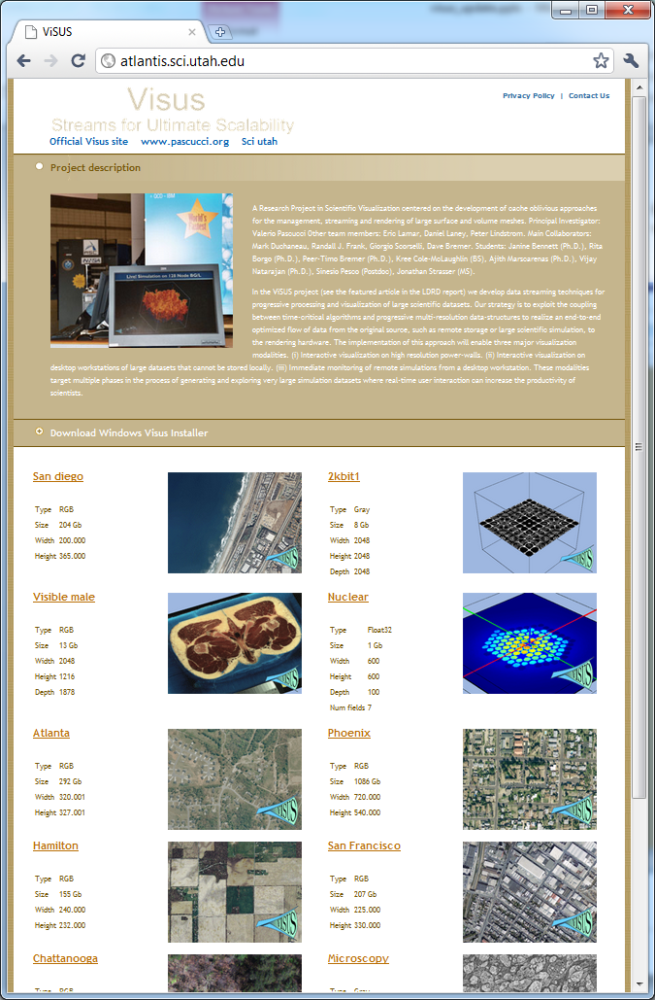 ViSUS
atlantis.sci.utah.edu
Visus
Streams for Ultimate Scalability
Privacy Policy | Contact Us
Official Visus site www.pascucci.org Sci utah
Project description
World's Fastest
Live! Simulation on 128 Node BG/L
A Research Project in Scientific Visualization centered on the development of cache oblivious approaches
for the management, streaming and rendering of large surface and volume meshes. Principal Investigator:
Valerio Pascucci Other team members: Eric Lamar, Daniel Laney, Peter Lindstrom. Main Collaborators:
Mark Duchaneau, Randall J. Frank, Giorgio Scorselli, Dave Bremer. Students: Janine Bennett (Ph.D.), Rita
Borgo (Ph.D.), Peer-Timo Bremer (Ph.D.), Kree Cole-McLaughlin (BS), Ajith Marsoarenas (Ph.D.), Vijay
Natarajan (Ph.D.), Sinesio Pesco (Postdoc), Jonathan Strasser (MS).
In the ViSUS project (see the featured article in the LDRD report) we develop data streaming techniques for
progressive processing and visualization of large scientific datasets. Our strategy is to exploit the coupling
between time-critical algorithms and progressive multi-resolution data-structures to realize an end-to-end
optimized flow of data from the original source, such as remote storage or large scientific simulation, to
the rendering hardware. The implementation of this approach will enable three major visualization
modalities. (i) Interactive visualization on high resolution power-walls. (ii) Interactive visualization on
desktop workstations of large datasets that cannot be stored locally. (iii) Immediate monitoring of remote simulations from a desktop workstation. These modalities
target multiple phases in the process of generating and exploring very large simulation datasets where real-time user interaction can increase the productivity of
scientists.
Download Windows Visus Installer
San diego
Type RGB
Size 204 Gb
Width 200.000
Height 365.000
VISUS
2kbit1
Type Gray
Size 8 Gb
Width 2048
Height 2048
Depth 2048
VISUS
Visible male
Type RGB
Size 13 Gb
Width 2048
Height 1216
Depth 1878
VISUS
Nuclear
Type Float32
Size 1 Gb
Width 600
Height 600
Depth 100
Num fields 7
VISUS
Atlanta
Type RGB
Size 292 Gb
Width 320.001
Height 327.001
VISUS
Phoenix
Type RGB
Size 1086 Gb
Width 720.000
Height 540.000
VISUS
Hamilton
Type RGB
Size 155 Gb
Width 240.000
Height 232.000
VISUS
San Francisco
Type RGB
Size 207 Gb
Width 225.000
Height 330.000
VISUS
Chattanooga
Type RGB
Microscopy
Type Gray